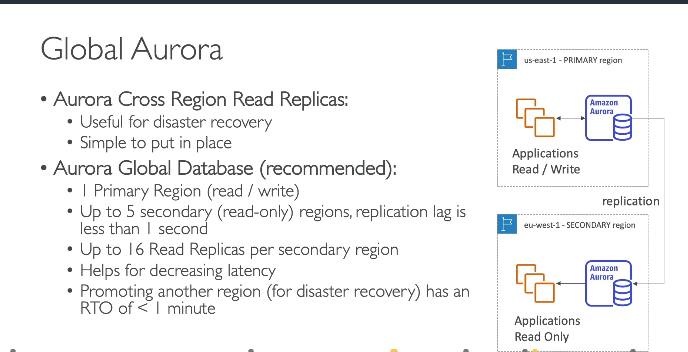 Global Aurora
• Aurora Cross Region Read Replicas:
• Useful for disaster recovery
• Simple to put in place
• Aurora Global Database (recommended):
• 1 Primary Region (read / write)
• Up to 5 secondary (read-only) regions, replication lag is
less than 1 second
• Up to 16 Read Replicas per secondary region
• Helps for decreasing latency
• Promoting another region (for disaster recovery) has an
RTO of < 1 minute
us-east-1 - PRIMARY region
Amazon
Aurora
Applications
Read / Write
replication
eu-west-1 - SECONDARY region
Amazon
Aurora
Applications
Read Only